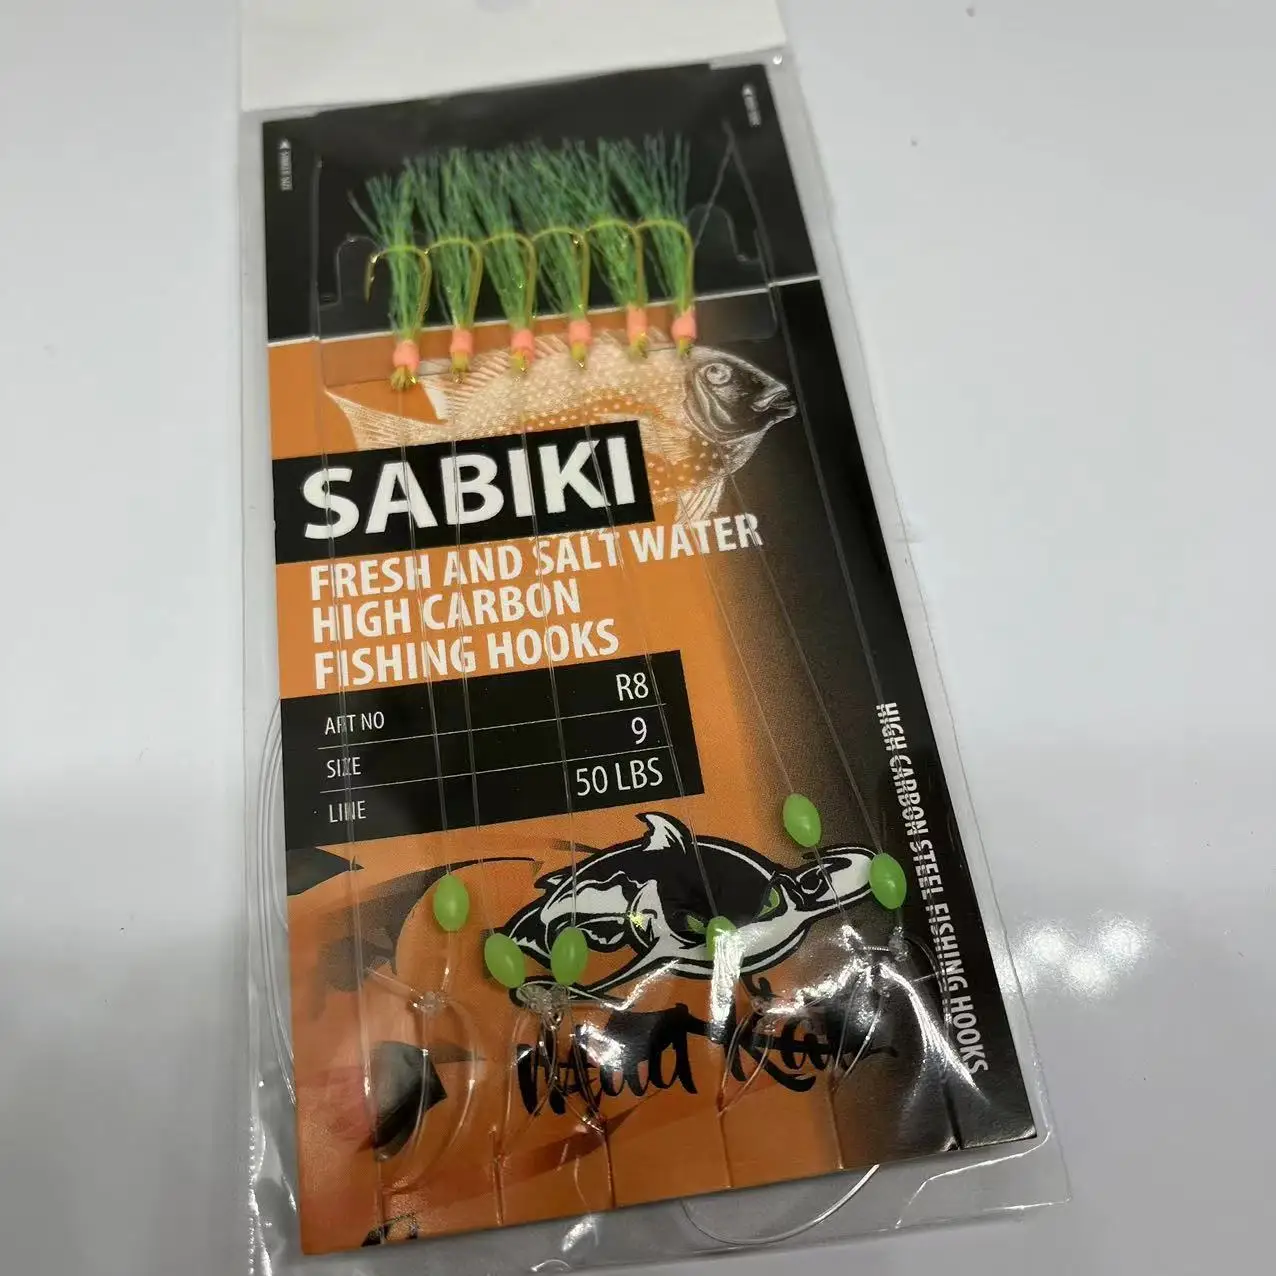 SABIKI
FRESH AND SALT WATER
HIGH CARBON
FISHING HOOKS
ART NO R8
SIZE 9
LINE 50 LBS
HIGH CARBON STEEL FISHING HOOKS